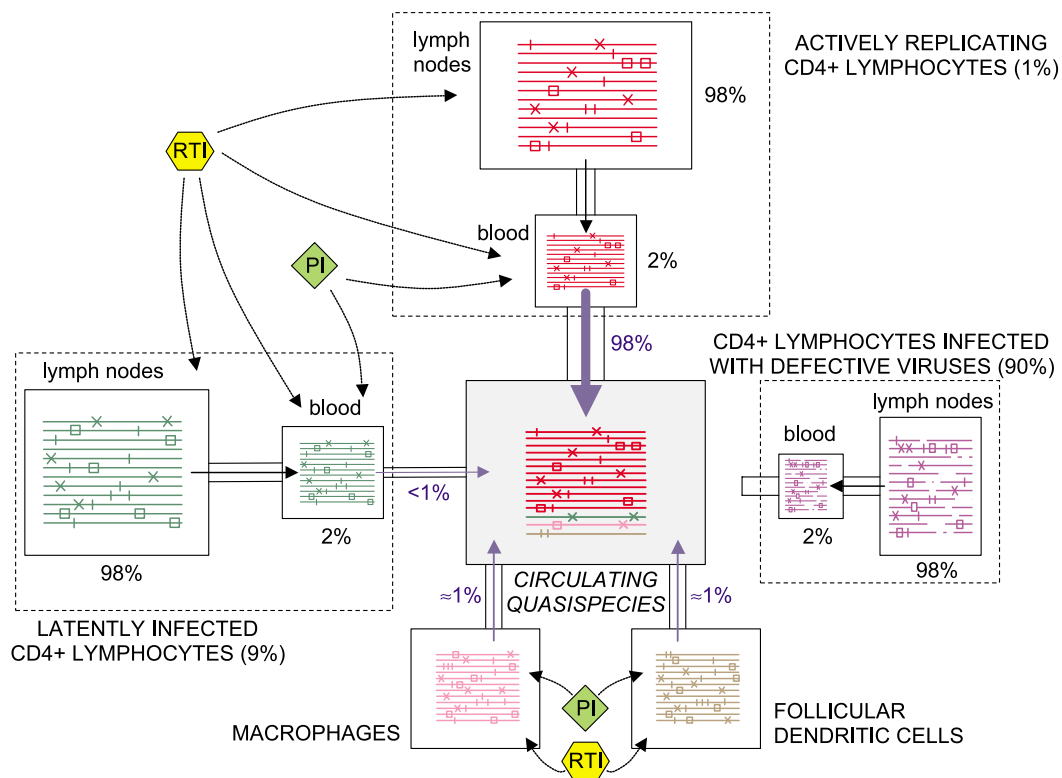 lymph
nodes
ACTIVELY REPLICATING
CD4+ LYMPHOCYTES (1%)
98%
RTI
blood
2%
PI
98%
CD4+ LYMPHOCYTES INFECTED
WITH DEFECTIVE VIRUSES (90%)
lymph nodes
blood
lymph nodes
blood
<1%
2%
98%
2%
98%
≈1%
CIRCULATING
QUASISPECIES
≈1%
LATENTLY INFECTED
CD4+ LYMPHOCYTES (9%)
PI
MACROPHAGES
FOLLICULAR
DENDRITIC CELLS
RTI